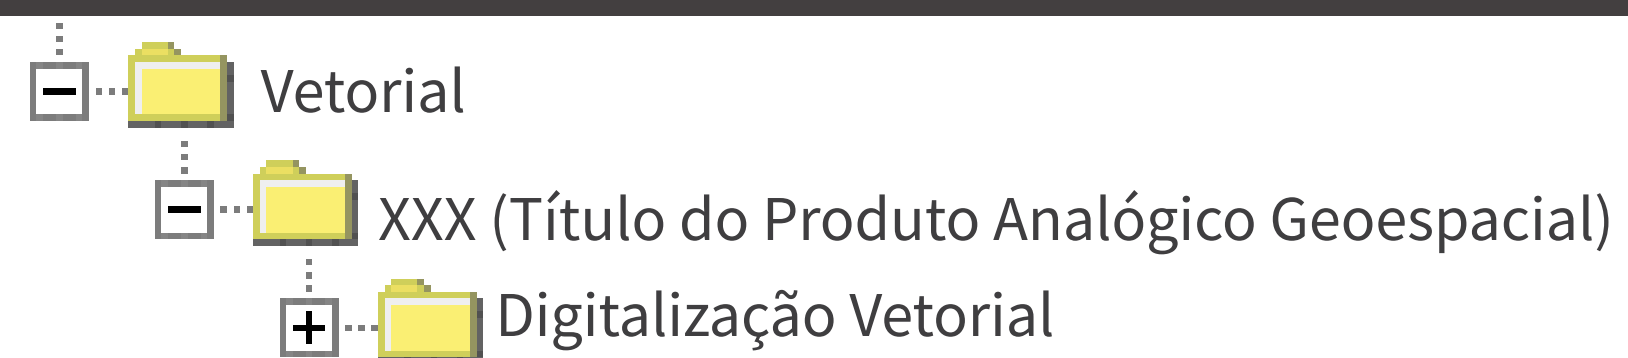 Vetorial
XXX (Título do Produto Analógico Geoespacial)
Digitalização Vetorial